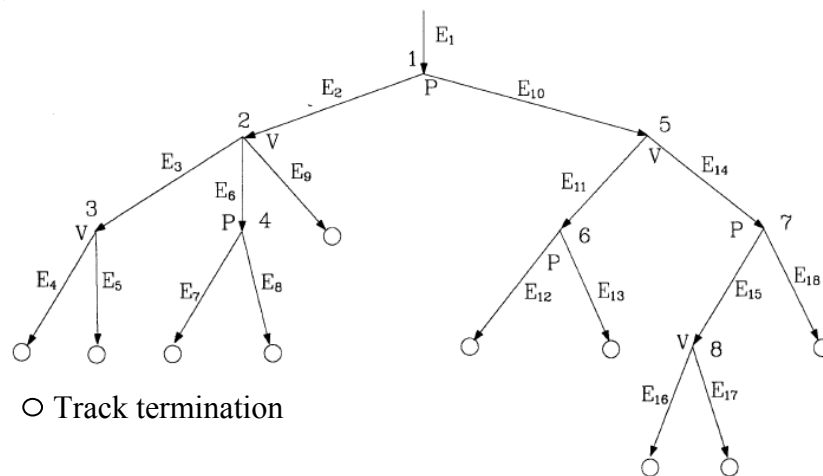 E₁
1
P
E₂
E₁₀
2
V
5
V
E₃
E₆
E₉
E₁₁
E₁₄
3
V
P
4
6
P
P
7
E₄
E₅
E₇
E₈
E₁₂
E₁₃
E₁₅
E₁₈
V
8
E₁₆
E₁₇
Track termination